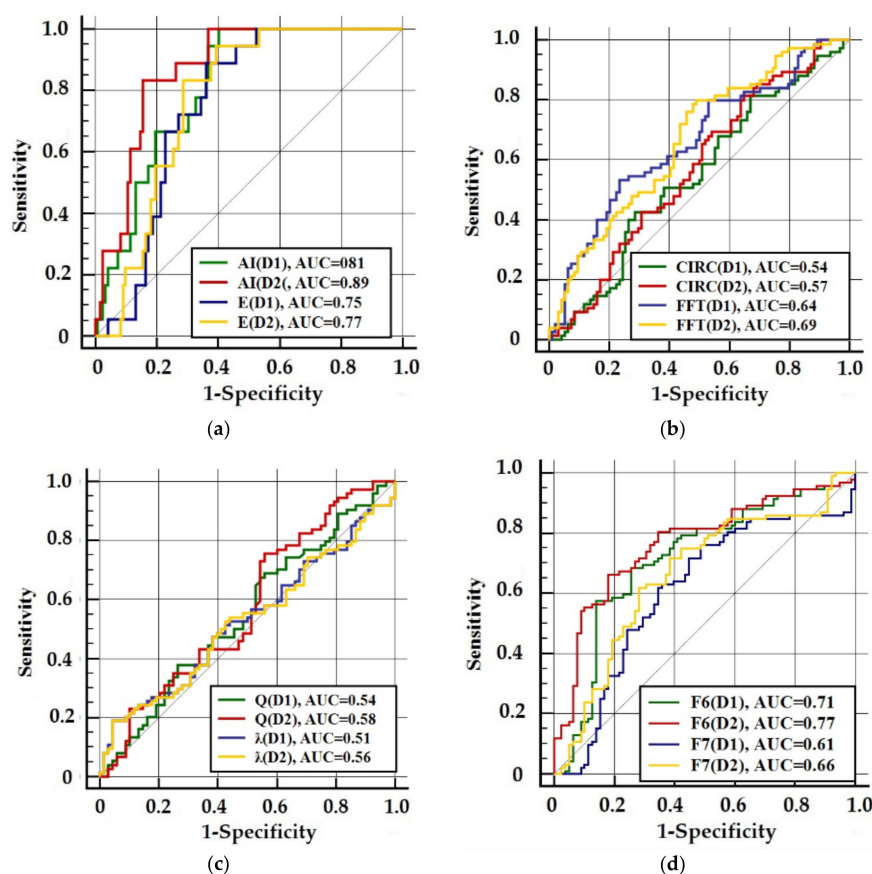 1.0
0.8
0.6
0.4
0.2
0
Sensitivity
AI(D1), AUC=081
AI(D2(, AUC=0.89
E(D1), AUC=0.75
E(D2), AUC=0.77
0 0.2 0.4 0.6 0.8 1.0
1-Specificity
(a)
1.0
0.8
0.6
0.4
0.2
0
Sensitivity
CIRC(D1), AUC=0.54
CIRC(D2), AUC=0.57
FFT(D1), AUC=0.64
FFT(D2), AUC=0.69
0 0.2 0.4 0.6 0.8 1.0
1-Specificity
(b)
1.0
0.8
0.6
0.4
0.2
0
Sensitivity
Q(D1), AUC=0.54
Q(D2), AUC=0.58
λ(D1), AUC=0.51
λ(D2), AUC=0.56
0 0.2 0.4 0.6 0.8 1.0
1-Specificity
(c)
1.0
0.8
0.6
0.4
0.2
0
Sensitivity
F6(D1), AUC=0.71
F6(D2), AUC=0.77
F7(D1), AUC=0.61
F7(D2), AUC=0.66
0 0.2 0.4 0.6 0.8 1.0
1-Specificity
(d)